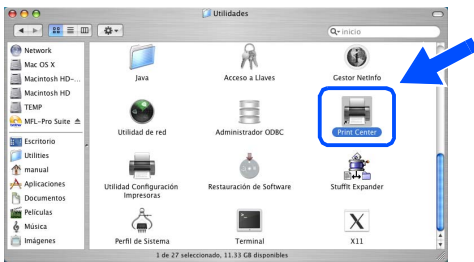 Utilidades
Q- inicio
Network
Mac OS X
Macintosh HD-...
Macintosh HD
TEMP
MFL-Pro Suite
Escritorio
Utilities
manual
Aplicaciones
Documentos
Películas
Música
Imágenes
Java
Acceso a Llaves
Gestor NetInfo
Utilidad de red
Administrador ODBC
Print Center
Utilidad Configuración
Impresoras
Restauración de Software
StuffIt Expander
Perfil de Sistema
Terminal
X11
1 de 27 seleccionado, 11.33 GB disponibles